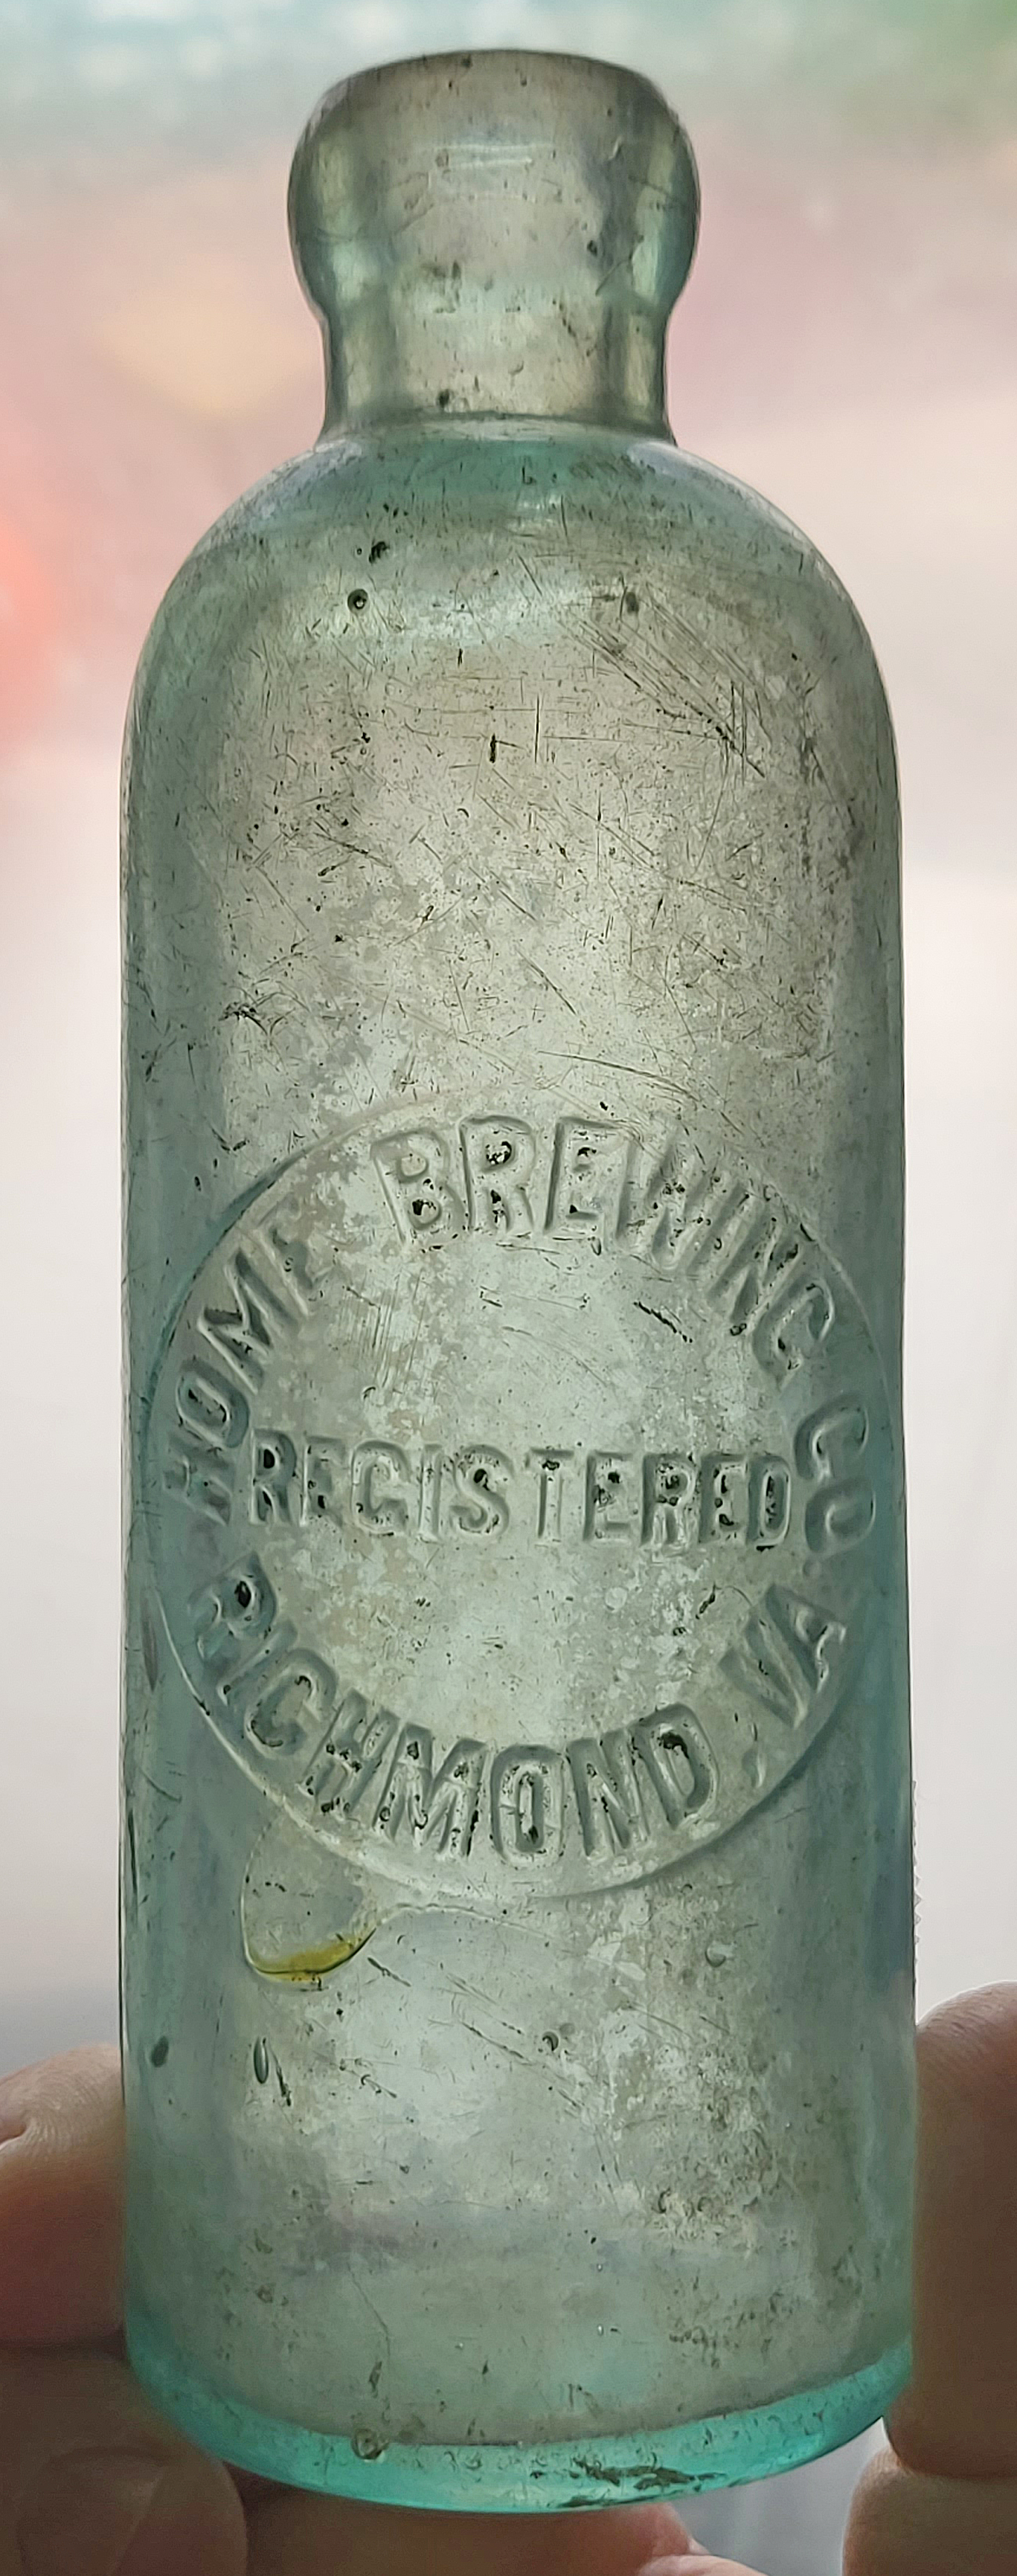 HOME BREWING CO.
REGISTERED
RICHMOND, VA